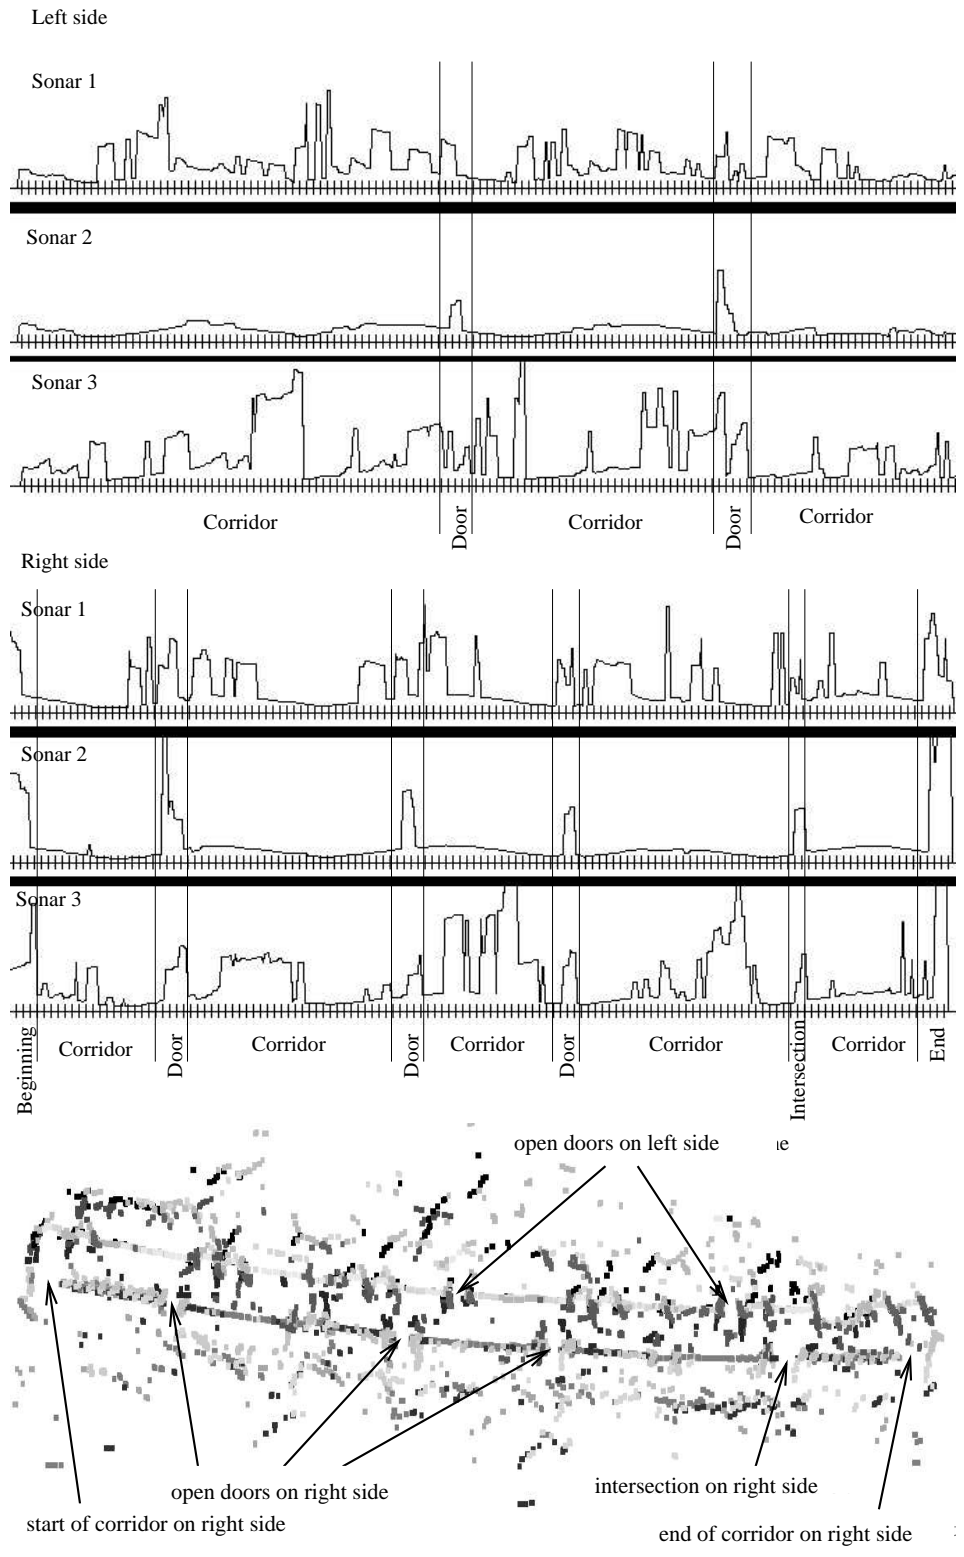 Left side
Sonar 1
Sonar 2
Sonar 3
Corridor
Door
Corridor
Door
Corridor
Right side
Sonar 1
Sonar 2
Sonar 3
Beginning
Corridor
Door
Corridor
Door
Corridor
Door
Corridor
Intersection
Corridor
End
open doors on left side
open doors on right side
intersection on right side
start of corridor on right side
end of corridor on right side